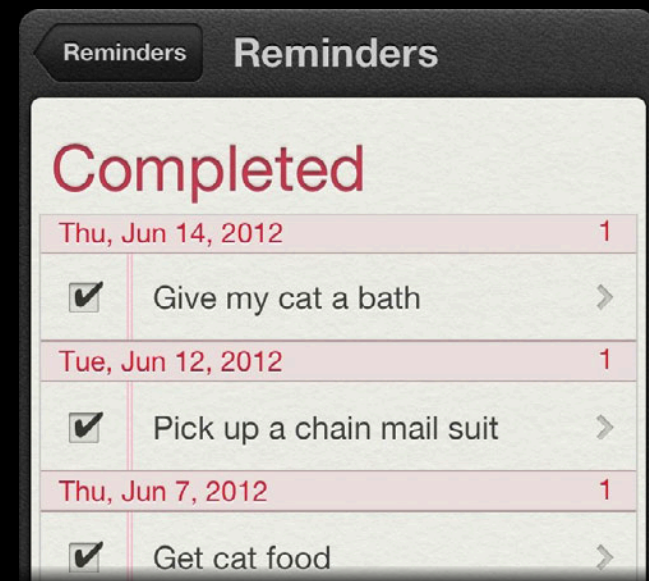 Reminders Reminders
Completed
Thu, Jun 14, 2012 1
Give my cat a bath
Tue, Jun 12, 2012 1
Pick up a chain mail suit
Thu, Jun 7, 2012 1
Get cat food